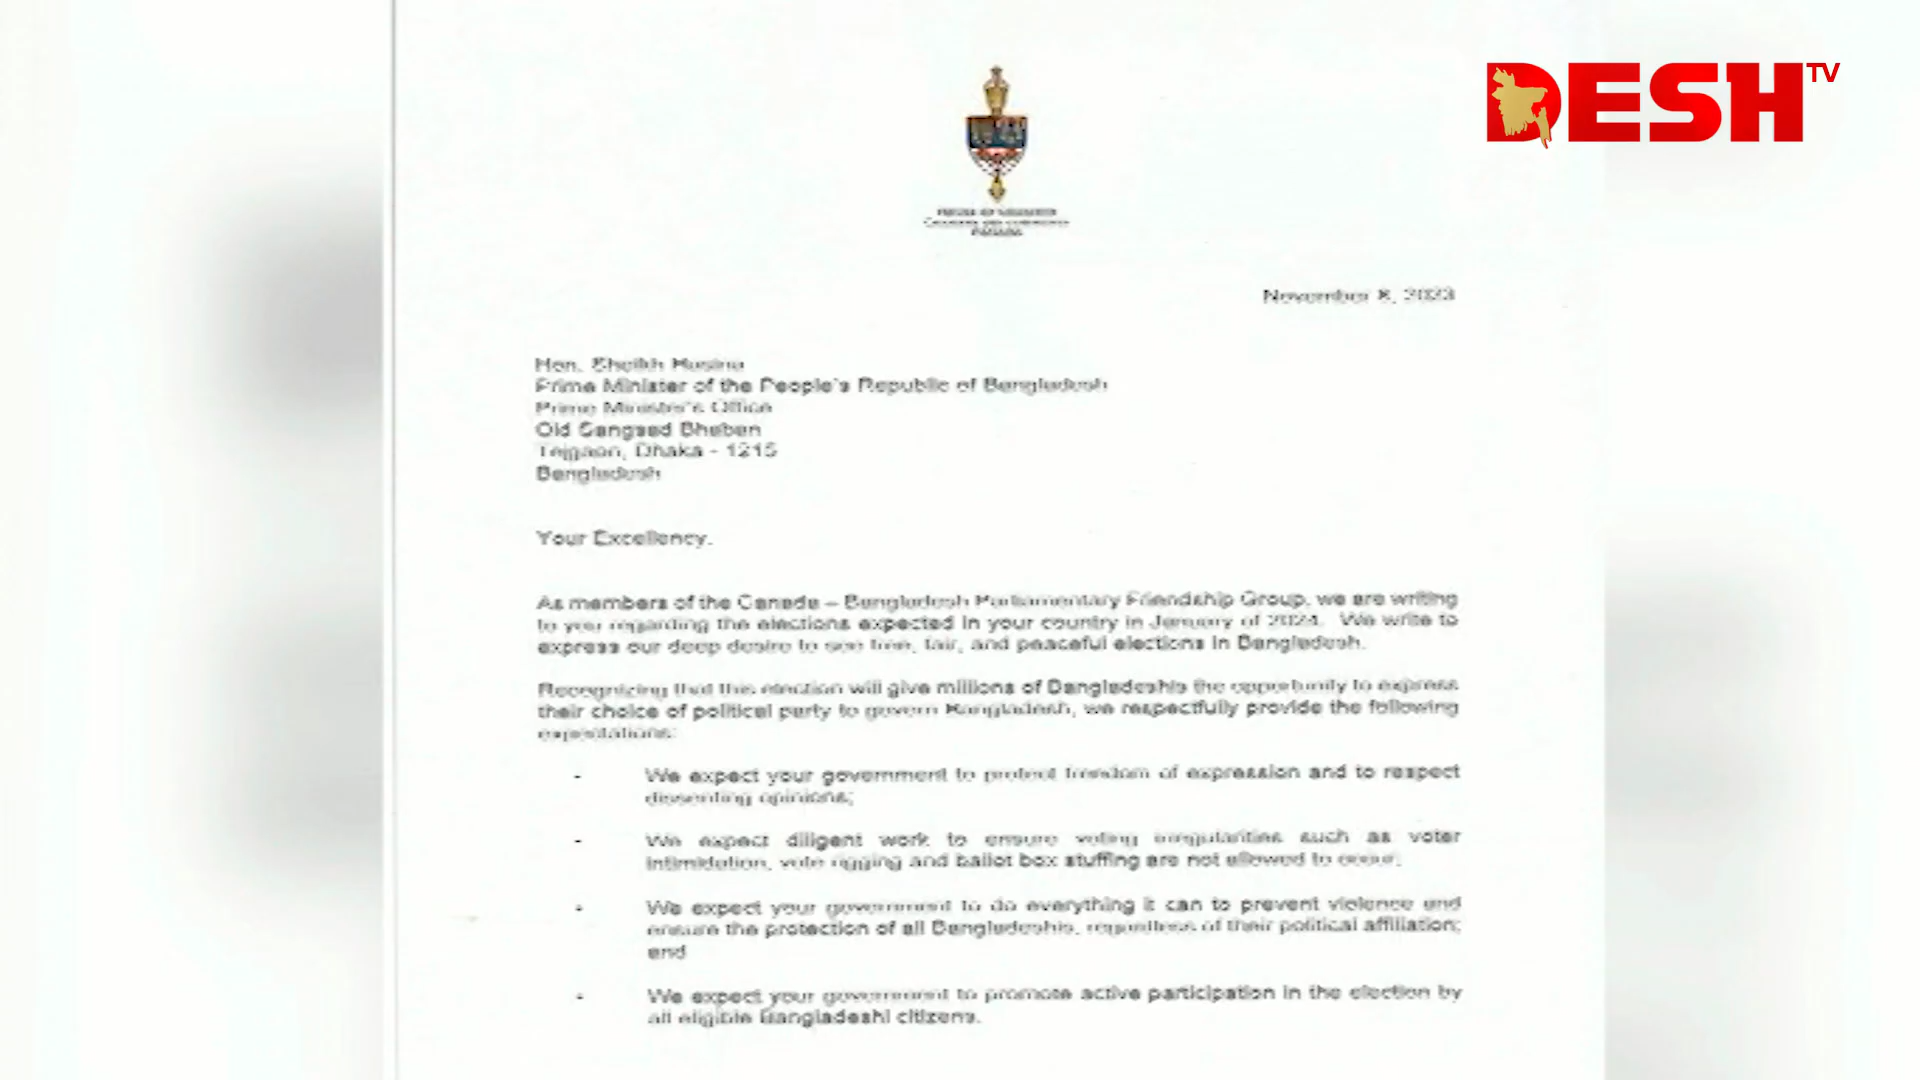 DESH TV
HOUSE OF COMMONS
CHAMBRE DES COMMUNES
CANADA
November 8, 2023
Hon. Sheikh Hasina
Prime Minister of the People's Republic of Bangladesh
Prime Minister's Office
Old Sangsad Bhaban
Tejgaon, Dhaka - 1215
Bangladesh
Your Excellency,
As members of the Canada – Bangladesh Parliamentary Friendship Group, we are writing
to you regarding the elections expected in your country in January of 2024. We write to
express our deep desire to see free, fair, and peaceful elections in Bangladesh.
Recognizing that this election will give millions of Bangladeshis the opportunity to express
their choice of political party to govern Bangladesh, we respectfully provide the following
expectations:
- We expect your government to protect freedom of expression and to respect
dissenting opinions;
- We expect diligent work to ensure voting irregularities such as voter
intimidation, vote rigging and ballot box stuffing are not allowed to occur;
- We expect your government to do everything it can to prevent violence and
ensure the protection of all Bangladeshis, regardless of their political affiliation;
and
- We expect your government to promote active participation in the election by
all eligible Bangladeshi citizens.